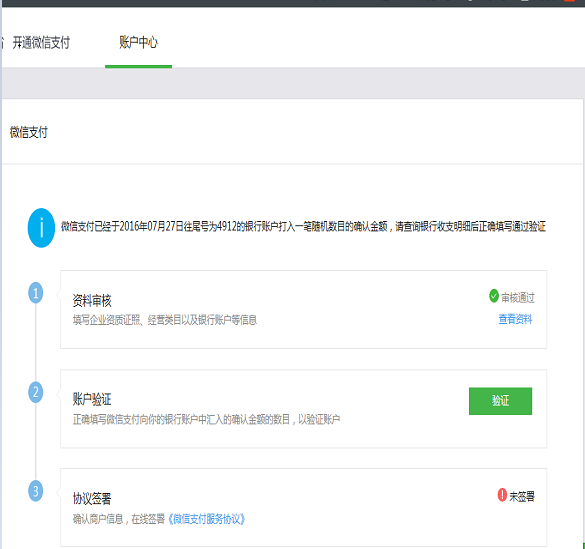 开通微信支付 账户中心
微信支付
i 微信支付已经于2016年07月27日往尾号为4912的银行账户打入一笔随机数目的确认金额，请查询银行收支明细后正确填写通过验证
1 资料审核 审核通过
填写企业资质证照、经营类目以及银行账户等信息 查看资料
2 账户验证 验证
正确填写微信支付向你的银行账户中汇入的确认金额的数目，以验证账户
3 协议签署 ! 未签署
确认商户信息，在线签署《微信支付服务协议》